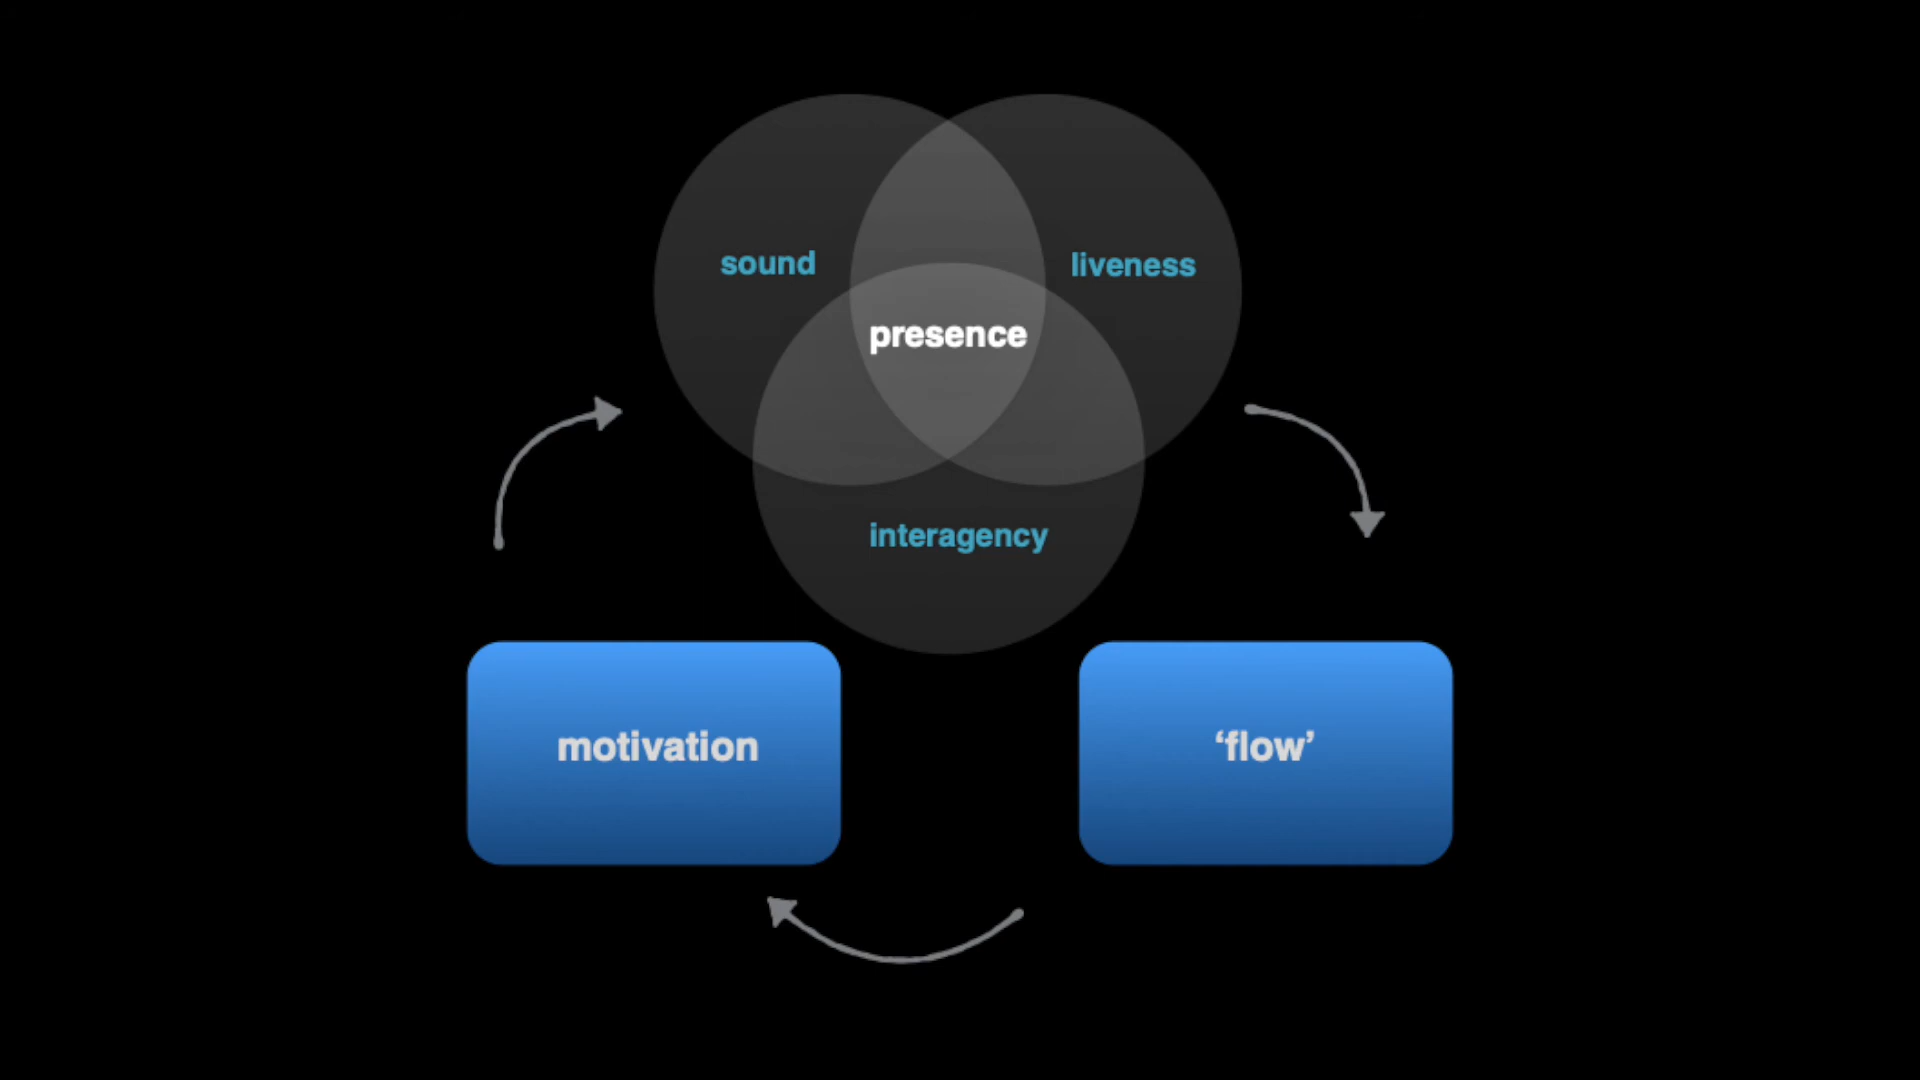 sound
liveness
presence
interagency
motivation
‘flow’